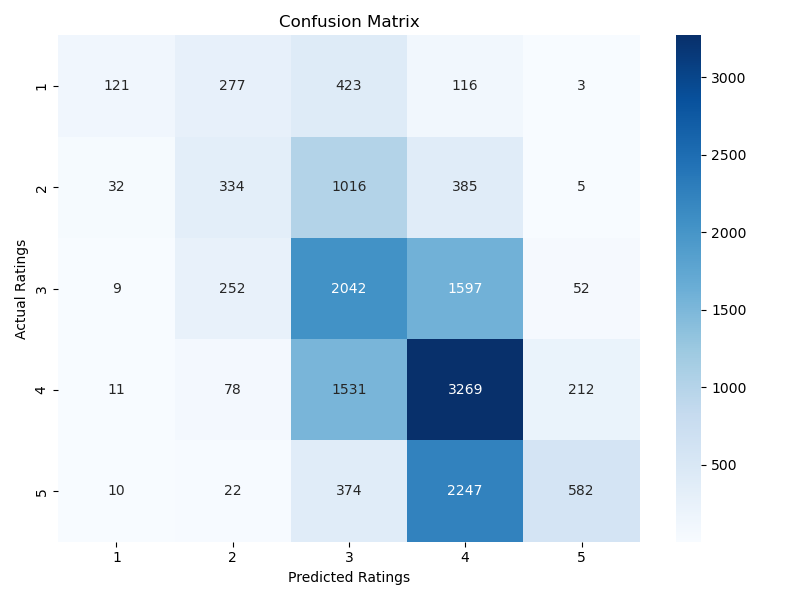 Confusion Matrix
Actual Ratings
1 121 277 423 116 3
2 32 334 1016 385 5
3 9 252 2042 1597 52
4 11 78 1531 3269 212
5 10 22 374 2247 582
1 2 3 4 5
Predicted Ratings
3000
2500
2000
1500
1000
500